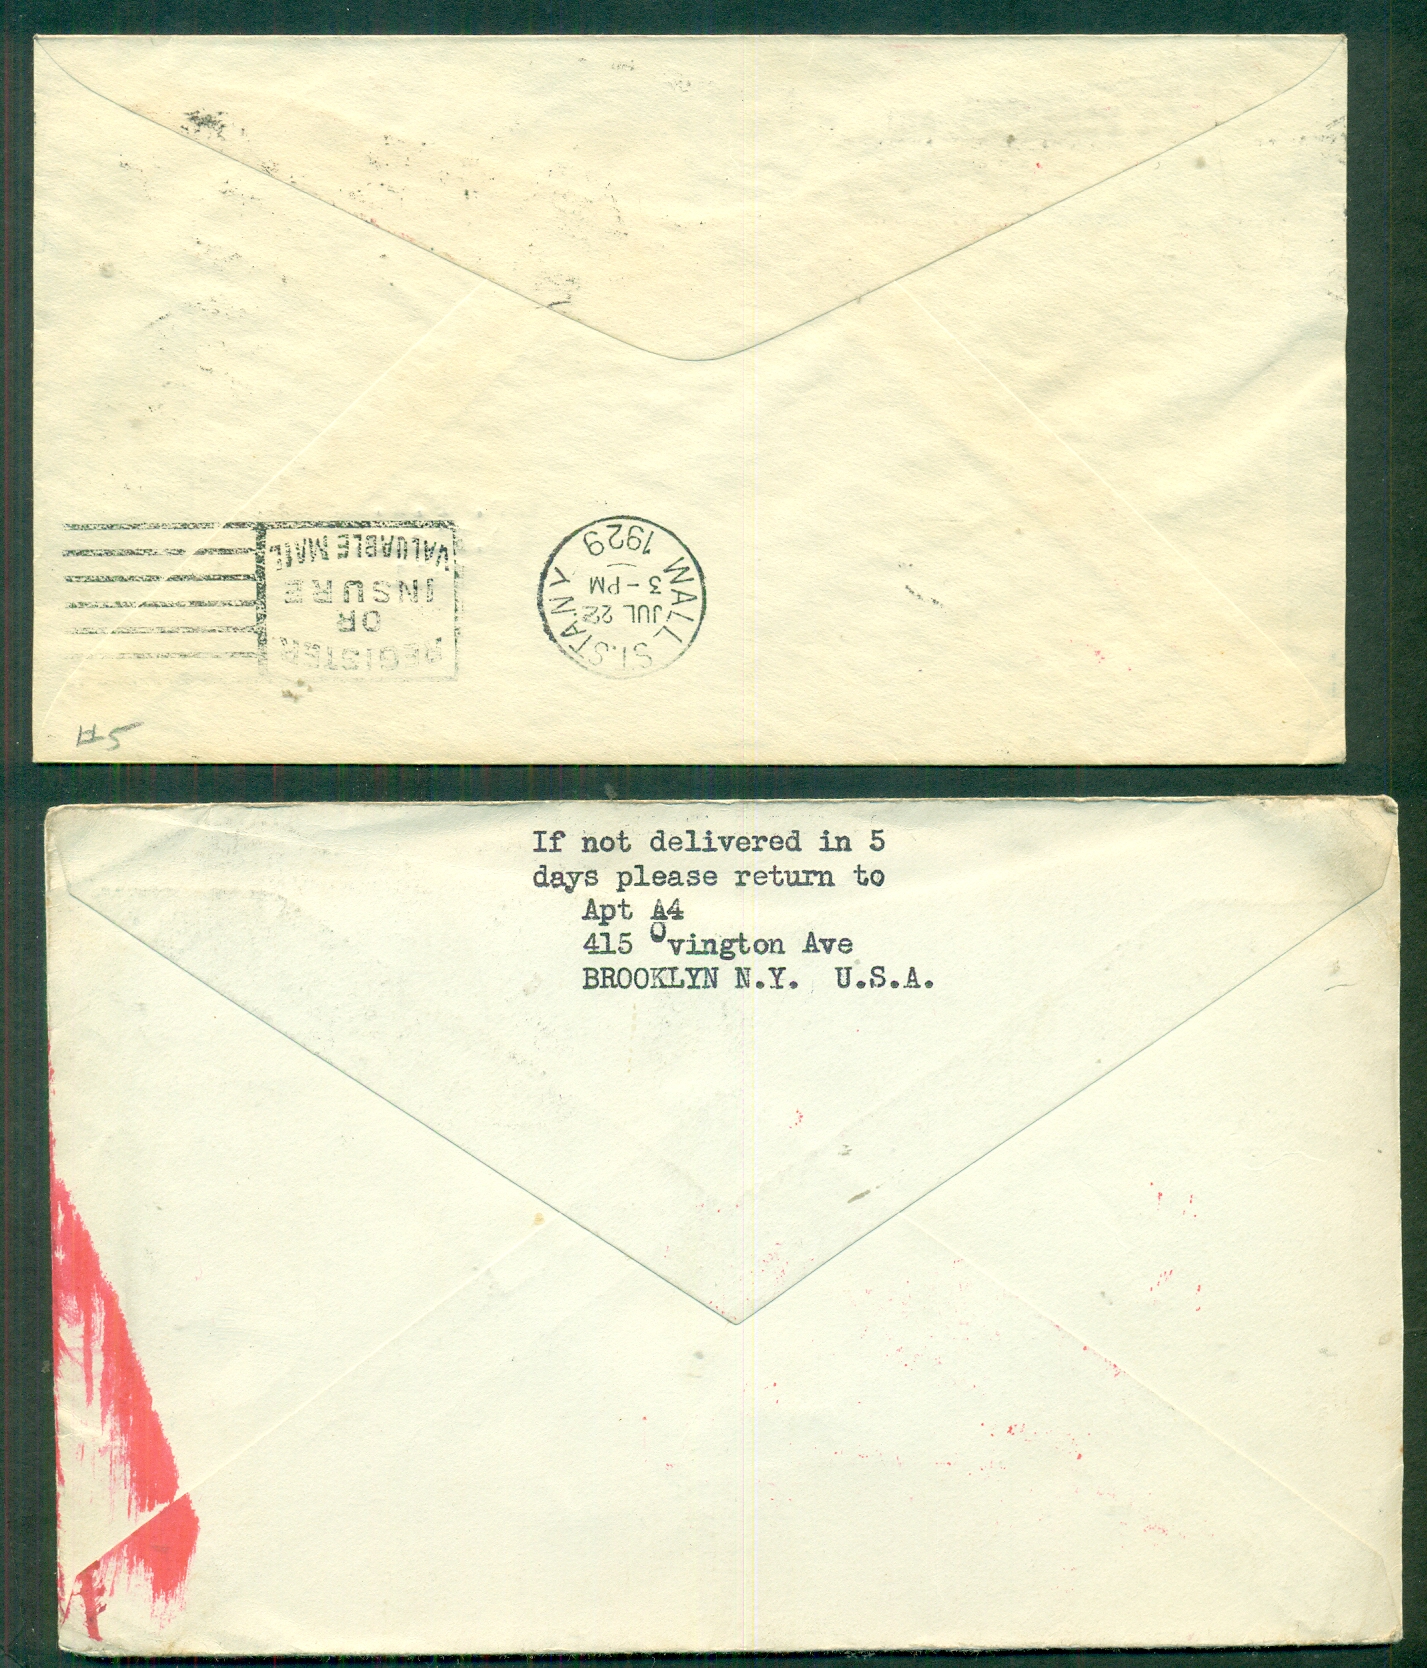 REGISTER
OR
INSURE
VALUABLE MAIL
WALL ST. STA. N.Y.
JUL 22
3 - PM
1929
#5
If not delivered in 5
days please return to
Apt A4
415 Ovington Ave
BROOKLYN N.Y. U.S.A.